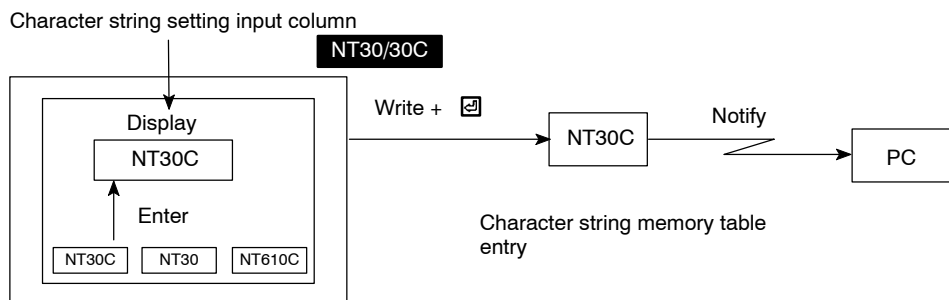 Character string setting input column
NT30/30C
Write + ⏎
Display
NT30C
Enter
NT30C NT30 NT610C
NT30C
Notify
PC
Character string memory table
entry